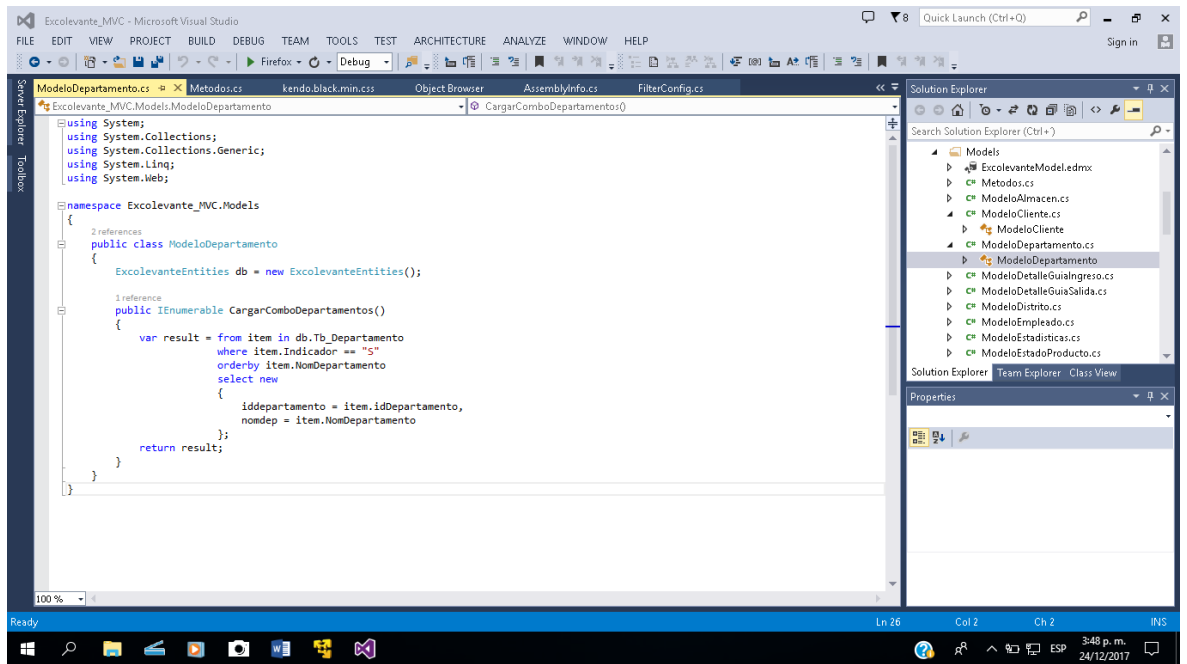 Excolevante_MVC - Microsoft Visual Studio
8
Quick Launch (Ctrl+Q)
FILE EDIT VIEW PROJECT BUILD DEBUG TEAM TOOLS TEST ARCHITECTURE ANALYZE WINDOW HELP
Sign in
Firefox
Debug
Server Explorer
Toolbox
ModeloDepartamento.cs Metodos.cs kendo.black.min.css Object Browser AssemblyInfo.cs FilterConfig.cs
Excolevante_MVC.Models.ModeloDepartamento CargarComboDepartamentos()
using System;
using System.Collections;
using System.Collections.Generic;
using System.Linq;
using System.Web;
namespace Excolevante_MVC.Models
{
2 references
public class ModeloDepartamento
{
ExcolevanteEntities db = new ExcolevanteEntities();
1 reference
public IEnumerable CargarComboDepartamentos()
{
var result = from item in db.Tb_Departamento
where item.Indicador == "S"
orderby item.NomDepartamento
select new
{
iddepartamento = item.idDepartamento,
nomdep = item.NomDepartamento
};
return result;
}
}
}
100 %
Solution Explorer
Search Solution Explorer (Ctrl+´)
Models
ExcolevanteModel.edmx
C# Metodos.cs
C# ModeloAlmacen.cs
C# ModeloCliente.cs
ModeloCliente
C# ModeloDepartamento.cs
ModeloDepartamento
C# ModeloDetalleGuiaIngreso.cs
C# ModeloDetalleGuiaSalida.cs
C# ModeloDistrito.cs
C# ModeloEmpleado.cs
C# ModeloEstadisticas.cs
C# ModeloEstadoProducto.cs
Solution Explorer Team Explorer Class View
Properties
Ready
Ln 26 Col 2 Ch 2 INS
ESP
3:48 p. m.
24/12/2017